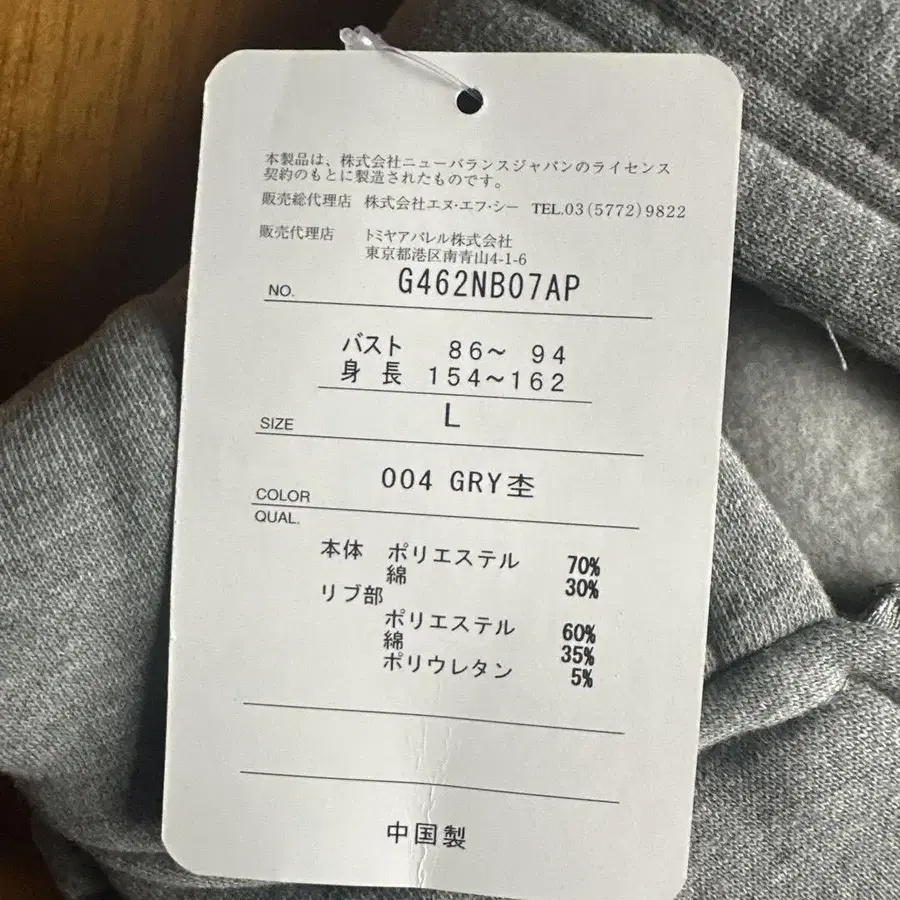 本製品は、株式会社ニューバランスジャパンのライセンス
契約のもとに製造されたものです。
販売総代理店 株式会社エヌ・エフ・シー TEL.03(5772)9822
販売代理店 トミヤアパレル株式会社
東京都港区南青山4-1-6
NO. G462NB07AP
バスト 86～ 94
身 長 154～162
SIZE L
COLOR 004 GRY杢
QUAL.
本体 ポリエステル 70%
綿 30%
リブ部
ポリエステル 60%
綿 35%
ポリウレタン 5%
中国製